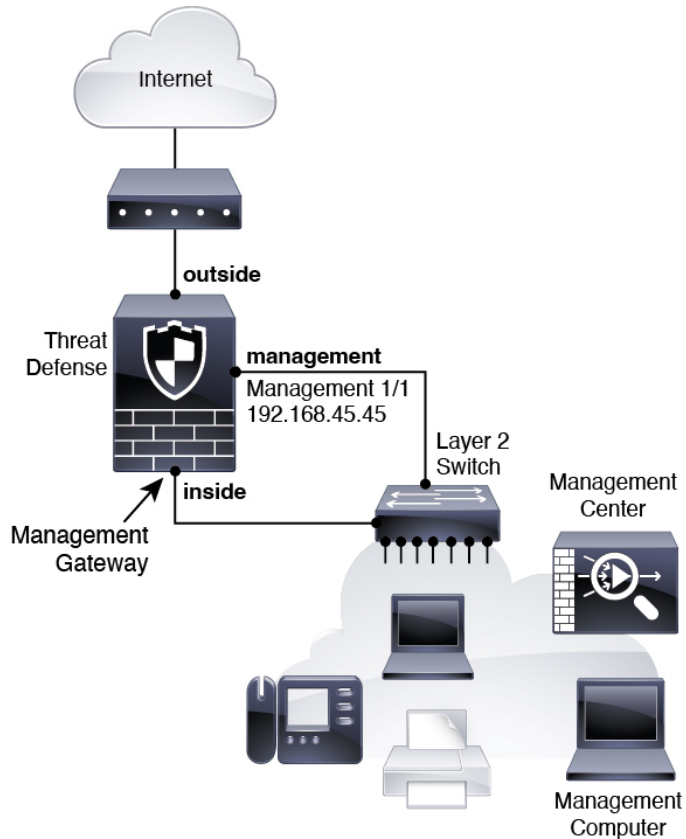 Internet
outside
Threat
Defense
management
Management 1/1
192.168.45.45
Layer 2
Switch
Management
Center
inside
Management
Gateway
Management
Computer